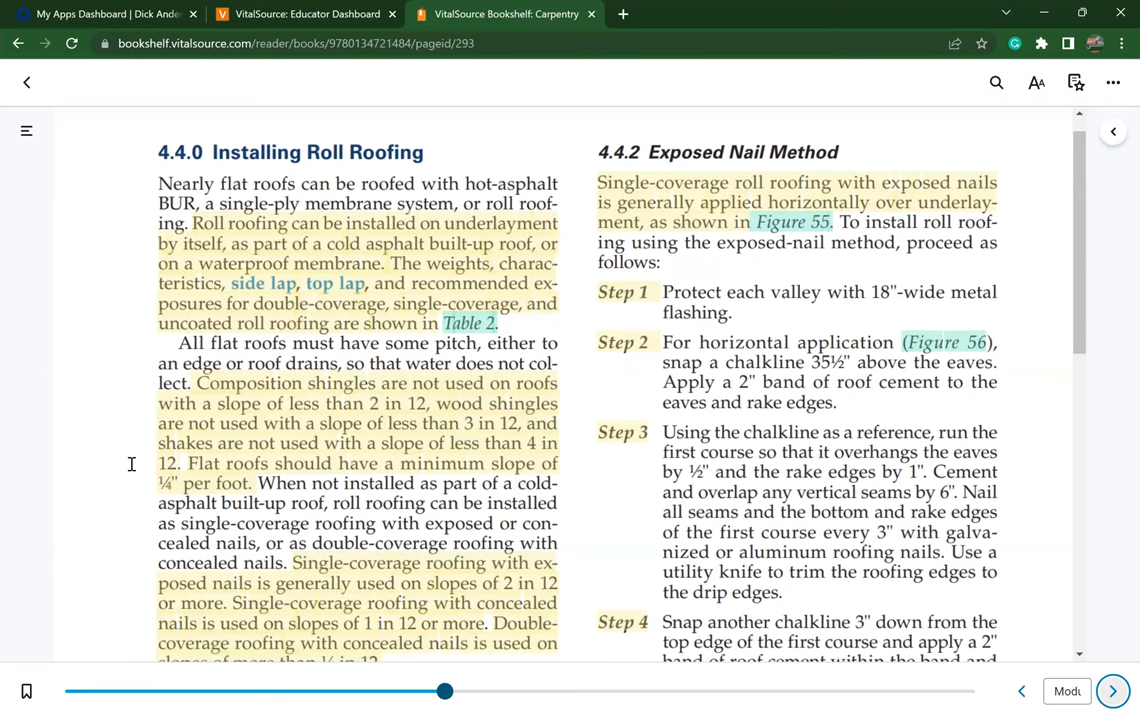 My Apps Dashboard | Dick Ander
VitalSource: Educator Dashboard
VitalSource Bookshelf: Carpentry
bookshelf.vitalsource.com/reader/books/9780134721484/pageid/293
AA
4.4.0 Installing Roll Roofing
Nearly flat roofs can be roofed with hot-asphalt
BUR, a single-ply membrane system, or roll roof-
ing. Roll roofing can be installed on underlayment
by itself, as part of a cold asphalt built-up roof, or
on a waterproof membrane. The weights, charac-
teristics, side lap, top lap, and recommended ex-
posures for double-coverage, single-coverage, and
uncoated roll roofing are shown in Table 2.
All flat roofs must have some pitch, either to
an edge or roof drains, so that water does not col-
lect. Composition shingles are not used on roofs
with a slope of less than 2 in 12, wood shingles
are not used with a slope of less than 3 in 12, and
shakes are not used with a slope of less than 4 in
12. Flat roofs should have a minimum slope of
¼" per foot. When not installed as part of a cold-
asphalt built-up roof, roll roofing can be installed
as single-coverage roofing with exposed or con-
cealed nails, or as double-coverage roofing with
concealed nails. Single-coverage roofing with ex-
posed nails is generally used on slopes of 2 in 12
or more. Single-coverage roofing with concealed
nails is used on slopes of 1 in 12 or more. Double-
coverage roofing with concealed nails is used on
slopes of more than ¼ in 12.
4.4.2 Exposed Nail Method
Single-coverage roll roofing with exposed nails
is generally applied horizontally over underlay-
ment, as shown in Figure 55. To install roll roof-
ing using the exposed-nail method, proceed as
follows:
Step 1 Protect each valley with 18"-wide metal
flashing.
Step 2 For horizontal application (Figure 56),
snap a chalkline 35½" above the eaves.
Apply a 2" band of roof cement to the
eaves and rake edges.
Step 3 Using the chalkline as a reference, run the
first course so that it overhangs the eaves
by ½" and the rake edges by 1". Cement
and overlap any vertical seams by 6". Nail
all seams and the bottom and rake edges
of the first course every 3" with galva-
nized or aluminum roofing nails. Use a
utility knife to trim the roofing edges to
the drip edges.
Step 4 Snap another chalkline 3" down from the
top edge of the first course and apply a 2"
band of roof cement within the band and
Modu